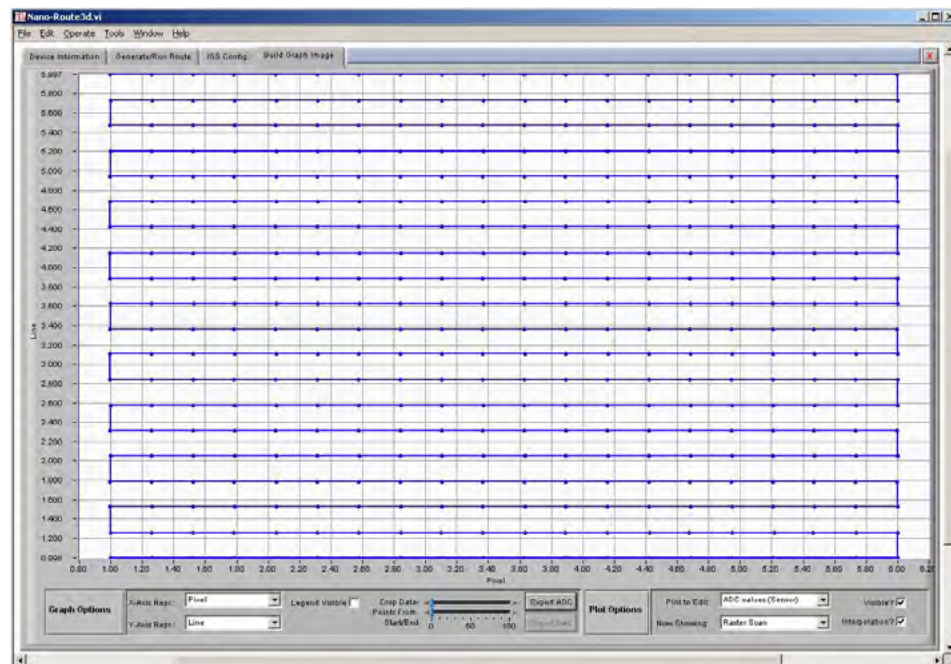 Nano-Route3d.vi
File Edit Operate Tools Window Help
Device Information Generate/Run Route ISS Config. Build Graph Image X
5.997
5.800
5.600
5.400
5.200
5.000
4.800
4.600
4.400
4.200
4.000
3.800
3.600
3.400
3.200
3.000
2.800
2.600
2.400
2.200
2.000
1.800
1.600
1.400
1.200
0.998
Line
0.80 1.00 1.20 1.40 1.60 1.80 2.00 2.20 2.40 2.60 2.80 3.00 3.20 3.40 3.60 3.80 4.00 4.20 4.40 4.60 4.80 5.00 5.20 5.40 5.60 5.80 6.00 6.20
Pixel
Graph Options
X-Axis Repr.: Pixel
Y-Axis Repr.: Line
Legend Visible
Crop Data-
Points From
Start/End:
0 50 100
Export ADC
Plot Options
Plot to Edit: ADC values (Sensor)
Now Showing: Raster Scan
Visible?
Interpolation?